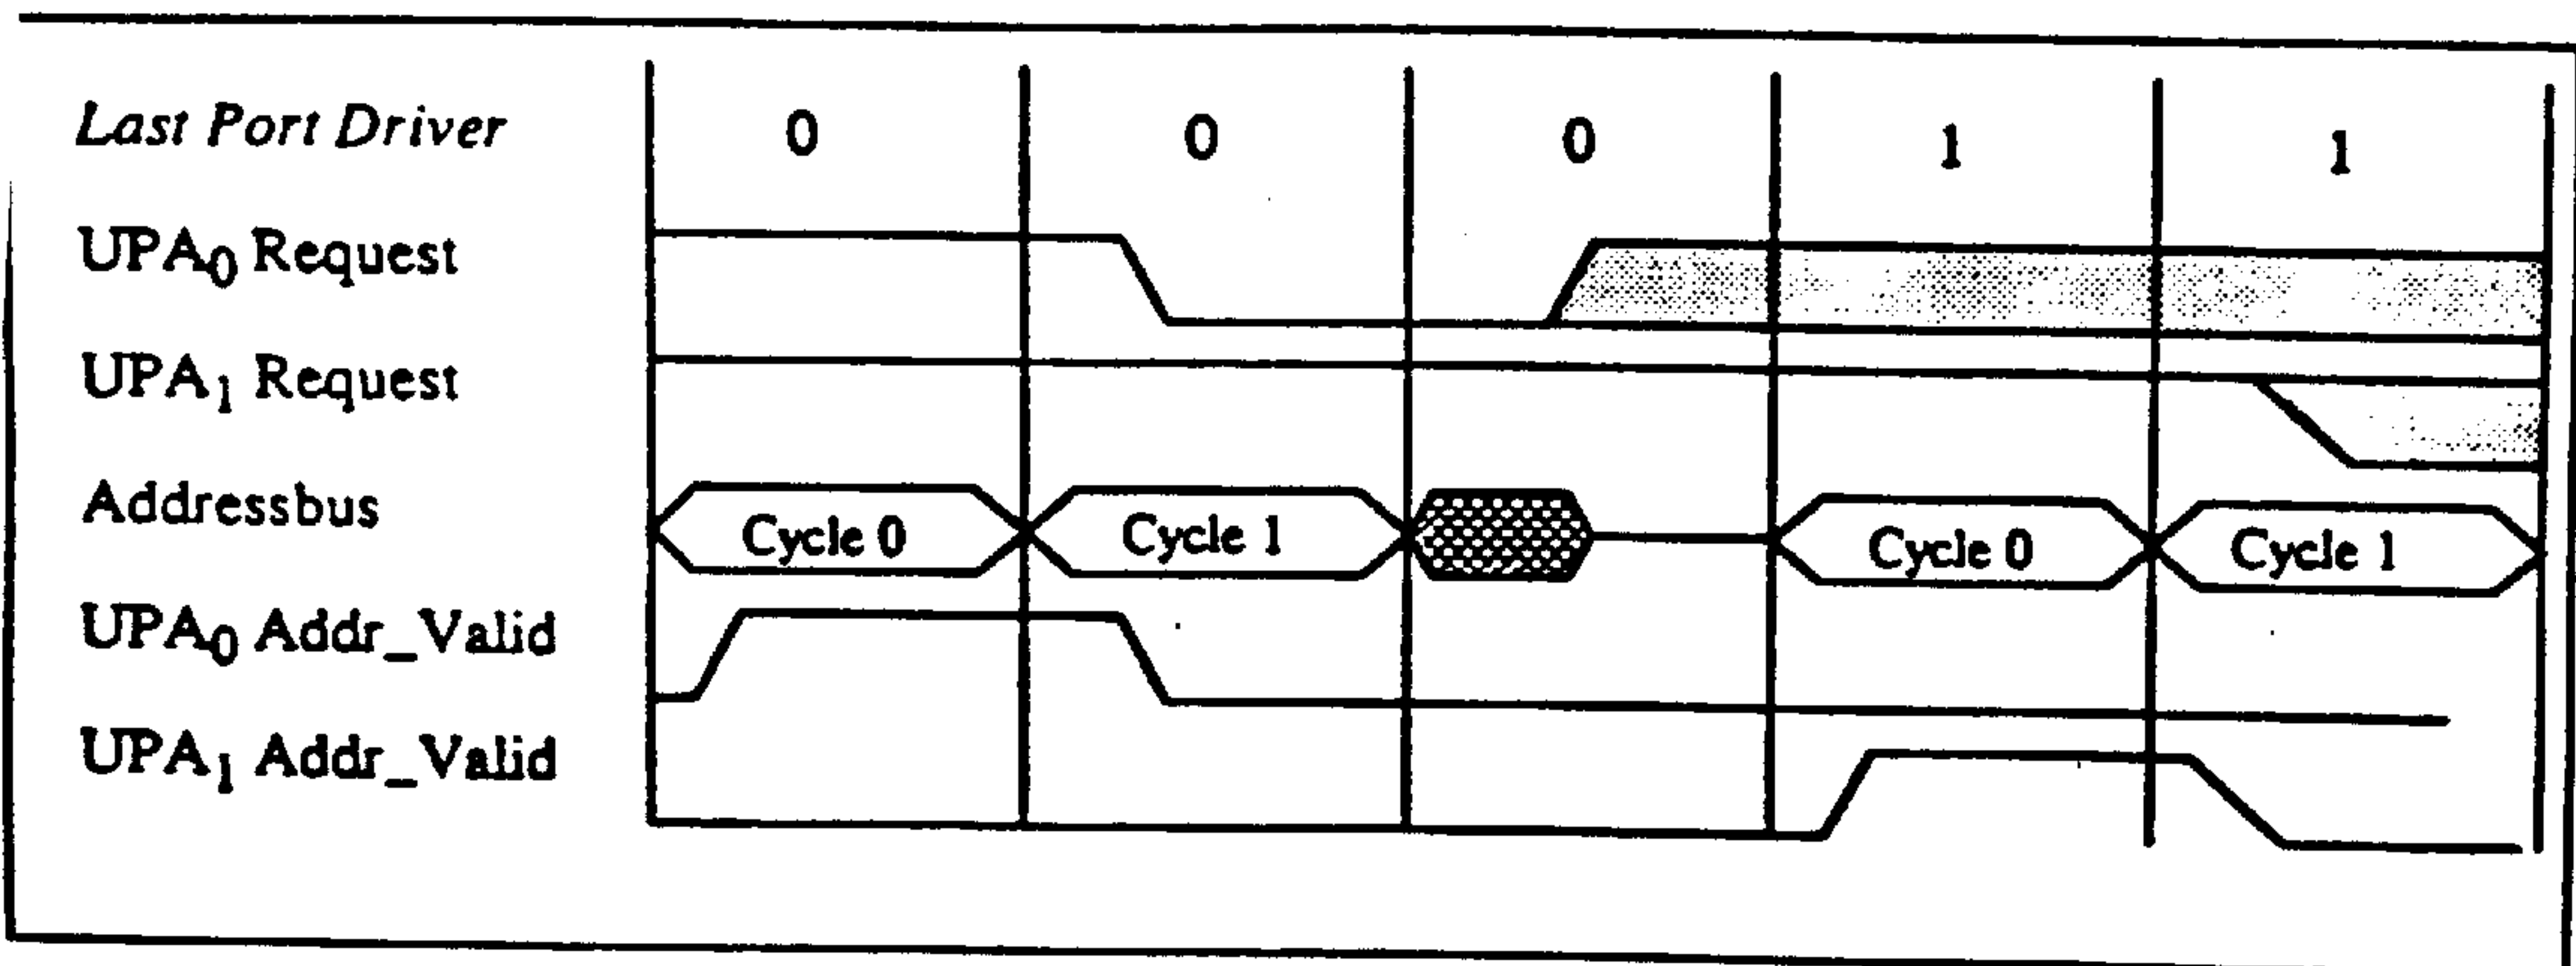 Last Port Driver 0 0 0 1 1
UPA0 Request
UPA1 Request
Addressbus Cycle 0 Cycle 1 Cycle 0 Cycle 1
UPA0 Addr_Valid
UPA1 Addr_Valid